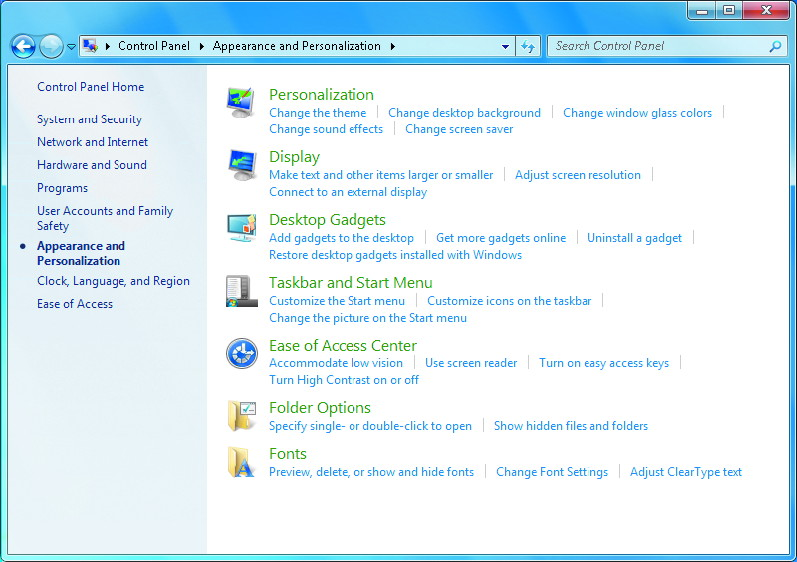 Control Panel Appearance and Personalization
Search Control Panel
Control Panel Home
System and Security
Network and Internet
Hardware and Sound
Programs
User Accounts and Family
Safety
Appearance and
Personalization
Clock, Language, and Region
Ease of Access
Personalization
Change the theme Change desktop background Change window glass colors
Change sound effects Change screen saver
Display
Make text and other items larger or smaller Adjust screen resolution
Connect to an external display
Desktop Gadgets
Add gadgets to the desktop Get more gadgets online Uninstall a gadget
Restore desktop gadgets installed with Windows
Taskbar and Start Menu
Customize the Start menu Customize icons on the taskbar
Change the picture on the Start menu
Ease of Access Center
Accommodate low vision Use screen reader Turn on easy access keys
Turn High Contrast on or off
Folder Options
Specify single- or double-click to open Show hidden files and folders
Fonts
Preview, delete, or show and hide fonts Change Font Settings Adjust ClearType text